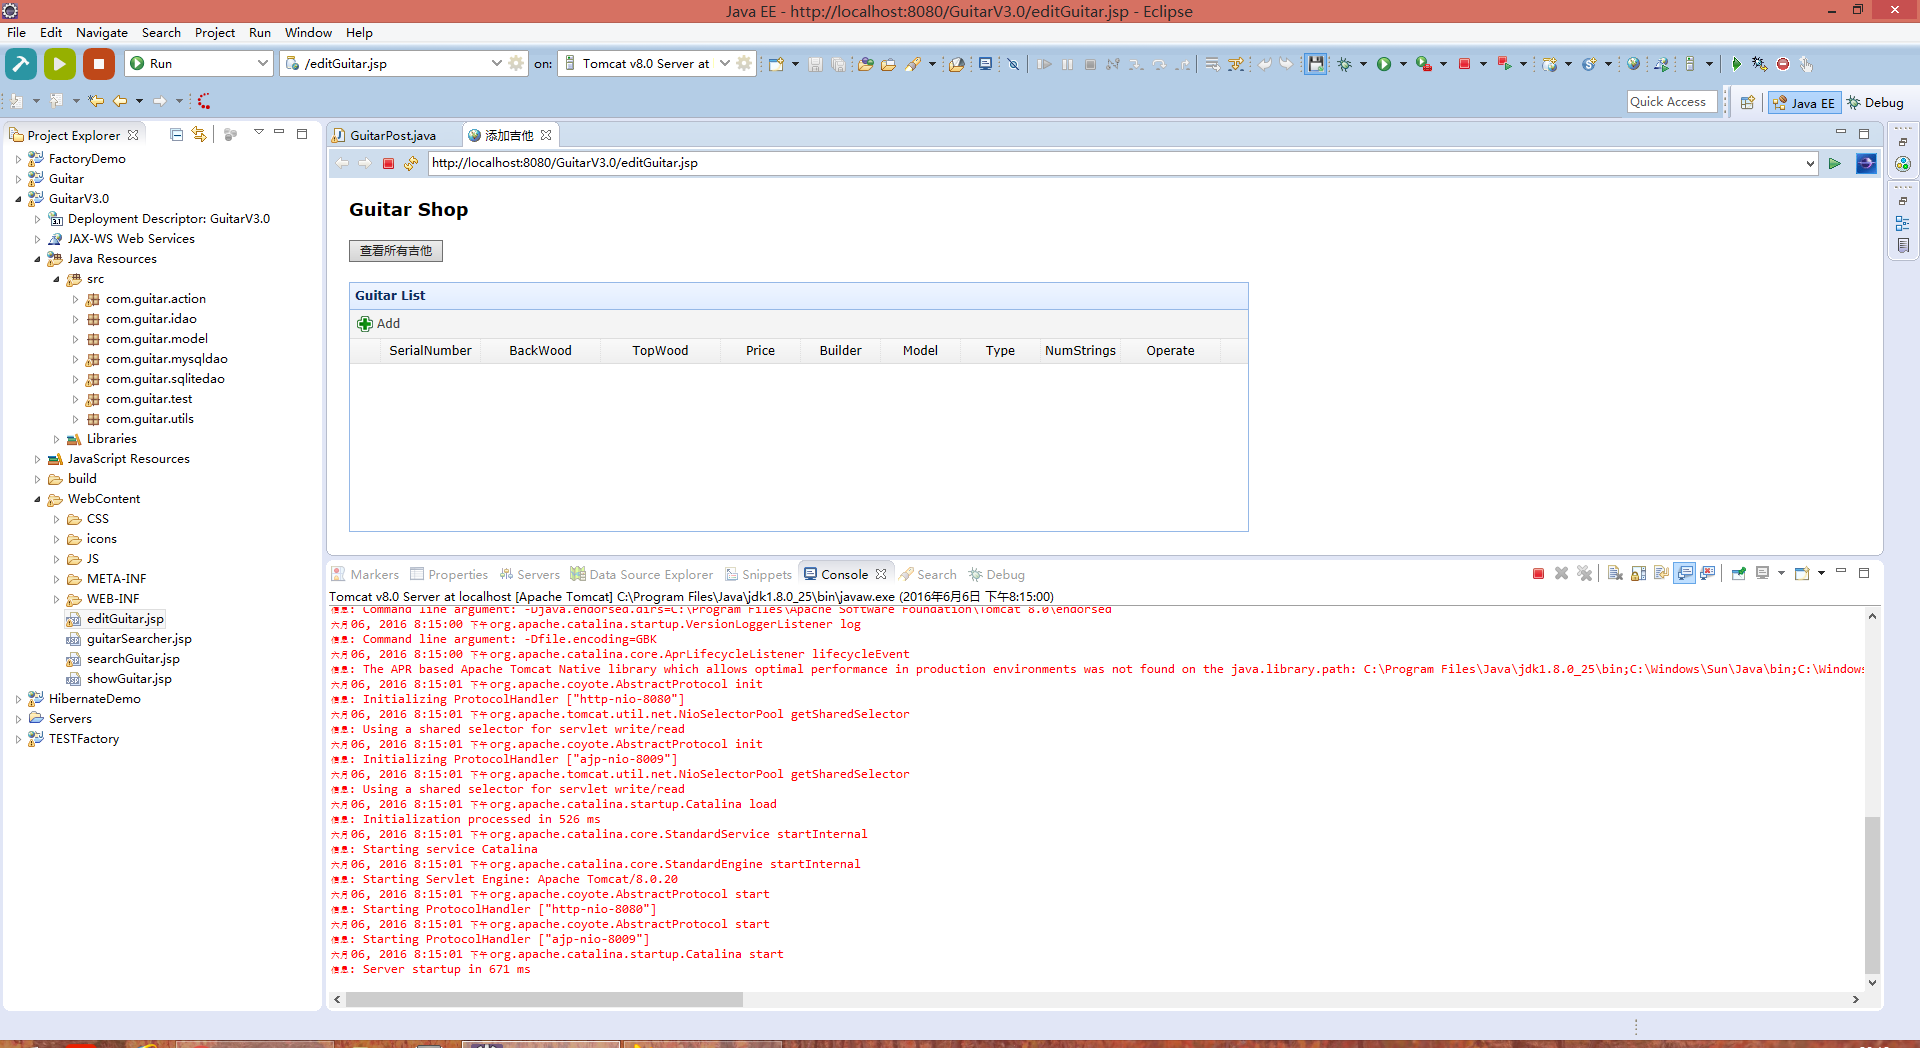 Java EE - http://localhost:8080/GuitarV3.0/editGuitar.jsp - Eclipse
File Edit Navigate Search Project Run Window Help
Run /editGuitar.jsp on: Tomcat v8.0 Server at
Quick Access Java EE Debug
Project Explorer
FactoryDemo
Guitar
GuitarV3.0
Deployment Descriptor: GuitarV3.0
JAX-WS Web Services
Java Resources
src
com.guitar.action
com.guitar.idao
com.guitar.model
com.guitar.mysqldao
com.guitar.sqlitedao
com.guitar.test
com.guitar.utils
Libraries
JavaScript Resources
build
WebContent
CSS
icons
JS
META-INF
WEB-INF
editGuitar.jsp
guitarSearcher.jsp
searchGuitar.jsp
showGuitar.jsp
HibernateDemo
Servers
TESTFactory
GuitarPost.java 添加吉他
http://localhost:8080/GuitarV3.0/editGuitar.jsp
Guitar Shop
查看所有吉他
Guitar List
Add
SerialNumber BackWood TopWood Price Builder Model Type NumStrings Operate
Markers Properties Servers Data Source Explorer Snippets Console Search Debug
Tomcat v8.0 Server at localhost [Apache Tomcat] C:\Program Files\Java\jdk1.8.0_25\bin\javaw.exe (2016年6月6日 下午8:15:00)
信息: Command line argument: -Djava.endorsed.dirs=C:\Program Files\Apache Software Foundation\Tomcat 8.0\endorsed
六月 06, 2016 8:15:00 下午 org.apache.catalina.startup.VersionLoggerListener log
信息: Command line argument: -Dfile.encoding=GBK
六月 06, 2016 8:15:00 下午 org.apache.catalina.core.AprLifecycleListener lifecycleEvent
信息: The APR based Apache Tomcat Native library which allows optimal performance in production environments was not found on the java.library.path: C:\Program Files\Java\jdk1.8.0_25\bin;C:\Windows\Sun\Java\bin;C:\Windows
六月 06, 2016 8:15:01 下午 org.apache.coyote.AbstractProtocol init
信息: Initializing ProtocolHandler ["http-nio-8080"]
六月 06, 2016 8:15:01 下午 org.apache.tomcat.util.net.NioSelectorPool getSharedSelector
信息: Using a shared selector for servlet write/read
六月 06, 2016 8:15:01 下午 org.apache.coyote.AbstractProtocol init
信息: Initializing ProtocolHandler ["ajp-nio-8009"]
六月 06, 2016 8:15:01 下午 org.apache.tomcat.util.net.NioSelectorPool getSharedSelector
信息: Using a shared selector for servlet write/read
六月 06, 2016 8:15:01 下午 org.apache.catalina.startup.Catalina load
信息: Initialization processed in 526 ms
六月 06, 2016 8:15:01 下午 org.apache.catalina.core.StandardService startInternal
信息: Starting service Catalina
六月 06, 2016 8:15:01 下午 org.apache.catalina.core.StandardEngine startInternal
信息: Starting Servlet Engine: Apache Tomcat/8.0.20
六月 06, 2016 8:15:01 下午 org.apache.coyote.AbstractProtocol start
信息: Starting ProtocolHandler ["http-nio-8080"]
六月 06, 2016 8:15:01 下午 org.apache.coyote.AbstractProtocol start
信息: Starting ProtocolHandler ["ajp-nio-8009"]
六月 06, 2016 8:15:01 下午 org.apache.catalina.startup.Catalina start
信息: Server startup in 671 ms